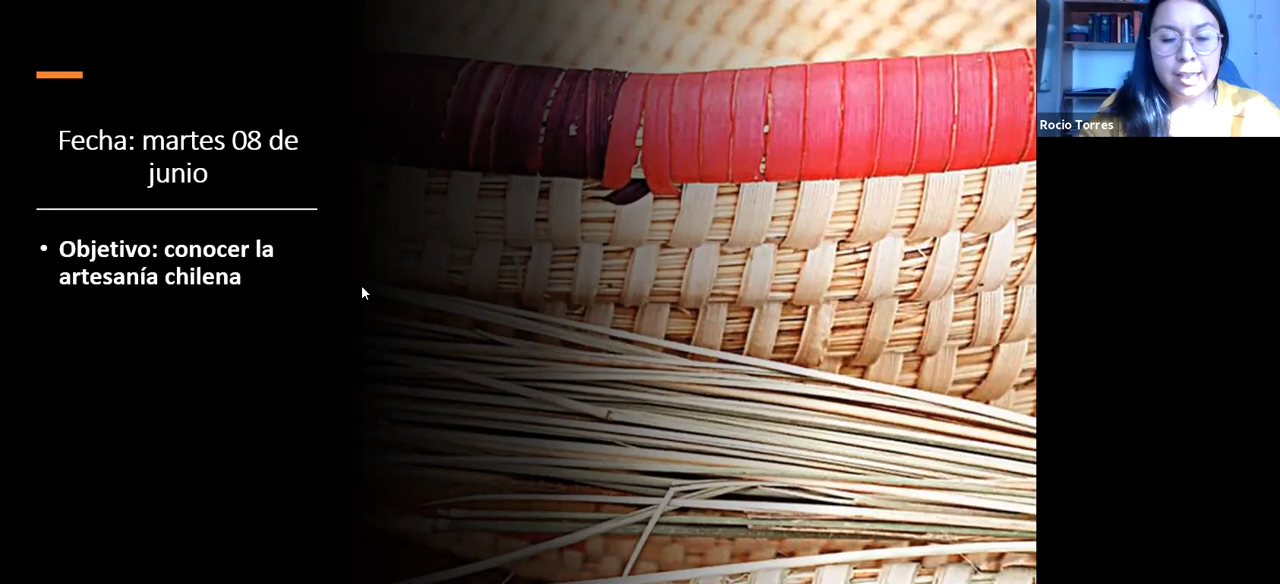 Fecha: martes 08 de
junio
• Objetivo: conocer la
artesanía chilena
Rocio Torres